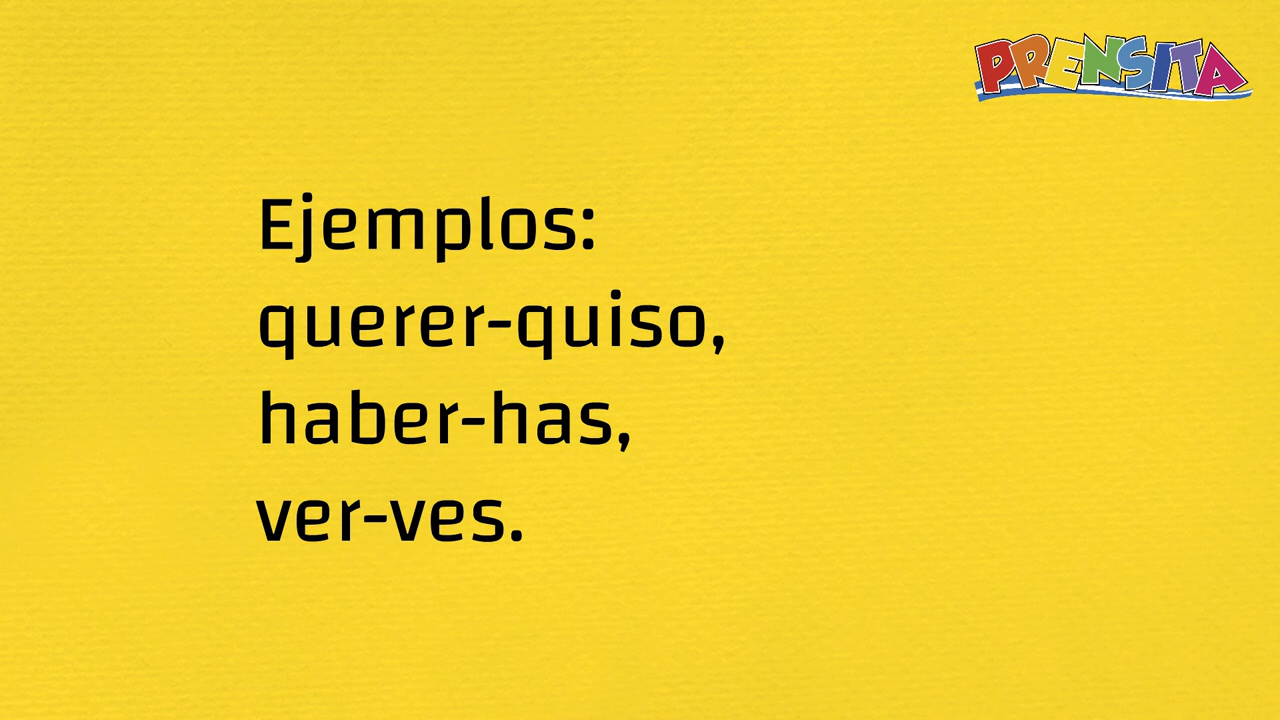 PRENSITA
Ejemplos:
querer-quiso,
haber-has,
ver-ves.